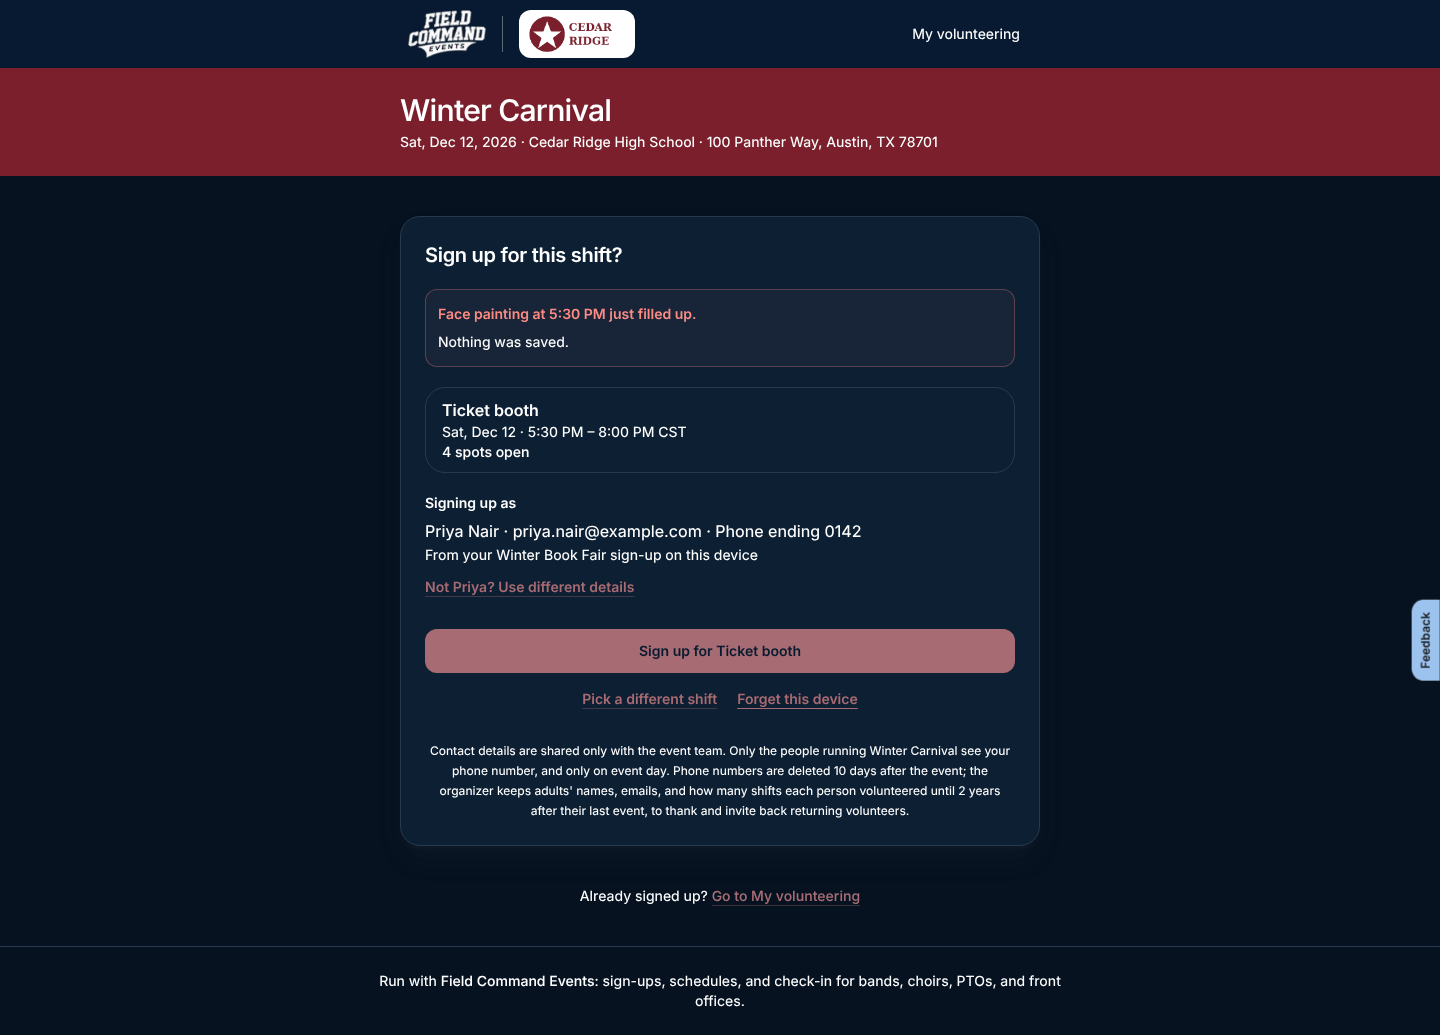 FIELD
COMMAND
EVENTS
CEDAR
RIDGE
My volunteering
Winter Carnival
Sat, Dec 12, 2026 · Cedar Ridge High School · 100 Panther Way, Austin, TX 78701
Sign up for this shift?
Face painting at 5:30 PM just filled up.
Nothing was saved.
Ticket booth
Sat, Dec 12 · 5:30 PM – 8:00 PM CST
4 spots open
Signing up as
Priya Nair · priya.nair@example.com · Phone ending 0142
From your Winter Book Fair sign-up on this device
Not Priya? Use different details
Sign up for Ticket booth
Pick a different shift Forget this device
Contact details are shared only with the event team. Only the people running Winter Carnival see your
phone number, and only on event day. Phone numbers are deleted 10 days after the event; the
organizer keeps adults' names, emails, and how many shifts each person volunteered until 2 years
after their last event, to thank and invite back returning volunteers.
Already signed up? Go to My volunteering
Run with Field Command Events: sign-ups, schedules, and check-in for bands, choirs, PTOs, and front
offices.
Feedback